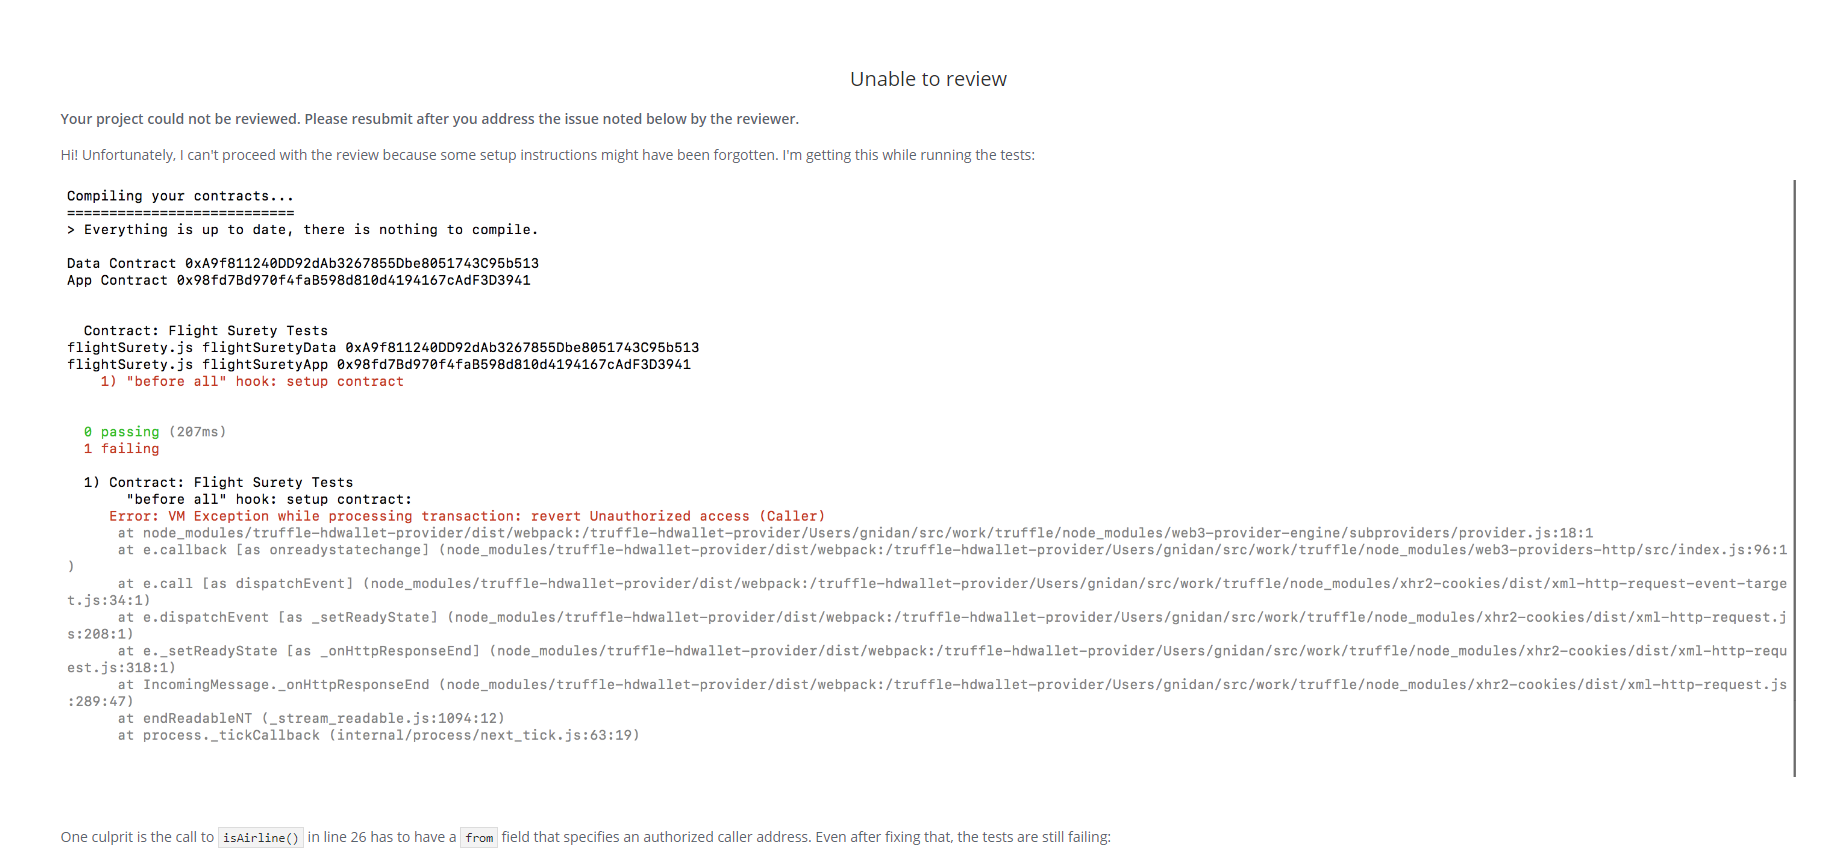 Unable to review
Your project could not be reviewed. Please resubmit after you address the issue noted below by the reviewer.
Hi! Unfortunately, I can't proceed with the review because some setup instructions might have been forgotten. I'm getting this while running the tests:
Compiling your contracts...
===========================
> Everything is up to date, there is nothing to compile.
Data Contract 0xA9f811240DD92dAb3267855Dbe8051743C95b513
App Contract 0x98fd7Bd970f4faB598d810d4194167cAdF3D3941
Contract: Flight Surety Tests
flightSurety.js flightSuretyData 0xA9f811240DD92dAb3267855Dbe8051743C95b513
flightSurety.js flightSuretyApp 0x98fd7Bd970f4faB598d810d4194167cAdF3D3941
1) "before all" hook: setup contract
0 passing (207ms)
1 failing
1) Contract: Flight Surety Tests
"before all" hook: setup contract:
Error: VM Exception while processing transaction: revert Unauthorized access (Caller)
at node_modules/truffle-hdwallet-provider/dist/webpack:/truffle-hdwallet-provider/Users/gnidan/src/work/truffle/node_modules/web3-provider-engine/subproviders/provider.js:18:1
at e.callback [as onreadystatechange] (node_modules/truffle-hdwallet-provider/dist/webpack:/truffle-hdwallet-provider/Users/gnidan/src/work/truffle/node_modules/web3-providers-http/src/index.js:96:1
)
at e.call [as dispatchEvent] (node_modules/truffle-hdwallet-provider/dist/webpack:/truffle-hdwallet-provider/Users/gnidan/src/work/truffle/node_modules/xhr2-cookies/dist/xml-http-request-event-targe
t.js:34:1)
at e.dispatchEvent [as _setReadyState] (node_modules/truffle-hdwallet-provider/dist/webpack:/truffle-hdwallet-provider/Users/gnidan/src/work/truffle/node_modules/xhr2-cookies/dist/xml-http-request.j
s:208:1)
at e._setReadyState [as _onHttpResponseEnd] (node_modules/truffle-hdwallet-provider/dist/webpack:/truffle-hdwallet-provider/Users/gnidan/src/work/truffle/node_modules/xhr2-cookies/dist/xml-http-requ
est.js:318:1)
at IncomingMessage._onHttpResponseEnd (node_modules/truffle-hdwallet-provider/dist/webpack:/truffle-hdwallet-provider/Users/gnidan/src/work/truffle/node_modules/xhr2-cookies/dist/xml-http-request.js
:289:47)
at endReadableNT (_stream_readable.js:1094:12)
at process._tickCallback (internal/process/next_tick.js:63:19)
One culprit is the call to isAirline() in line 26 has to have a from field that specifies an authorized caller address. Even after fixing that, the tests are still failing: